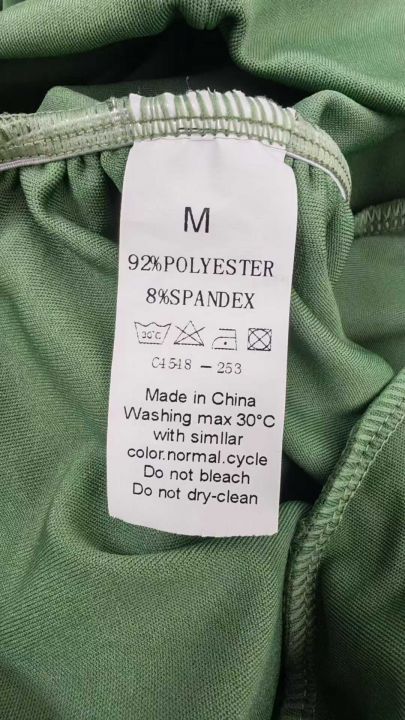 M
92%POLYESTER
8%SPANDEX
30°C
C4548 - 253
Made in China
Washing max 30°C
with simllar
color.normal.cycle
Do not bleach
Do not dry-clean